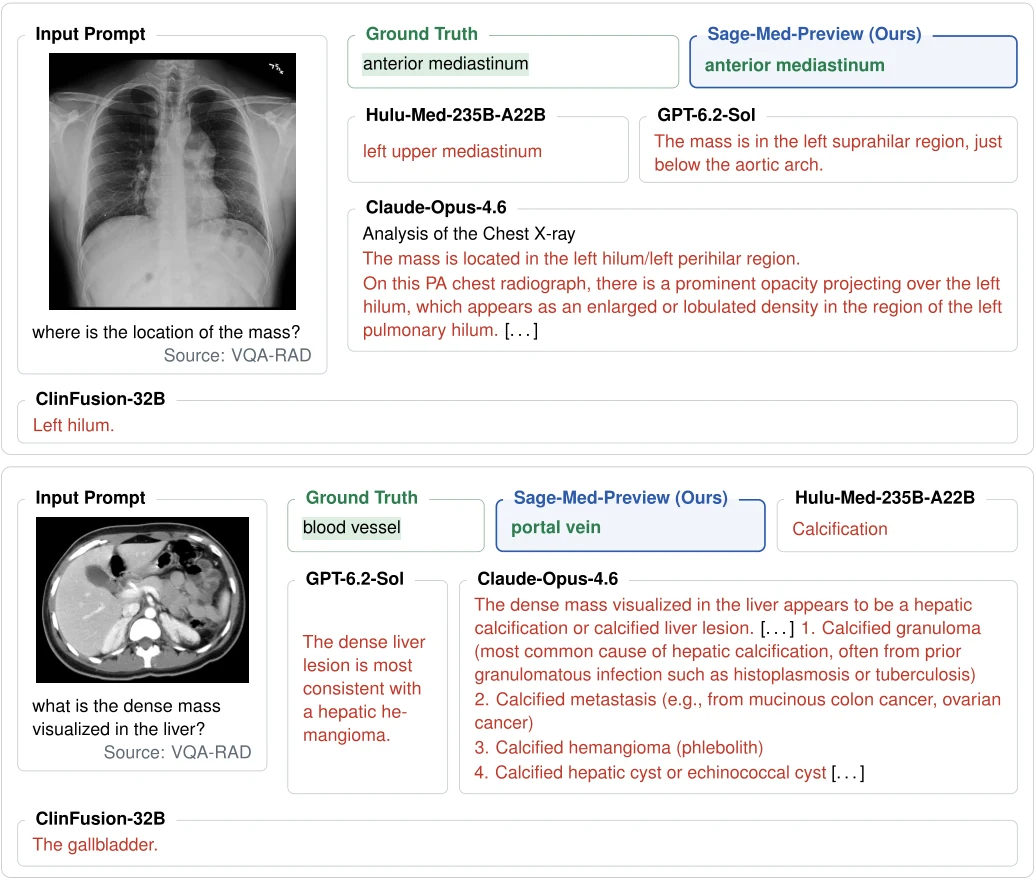 Input Prompt
where is the location of the mass?
Source: VQA-RAD
Ground Truth
anterior mediastinum
Sage-Med-Preview (Ours)
anterior mediastinum
Hulu-Med-235B-A22B
left upper mediastinum
GPT-6.2-Sol
The mass is in the left suprahilar region, just
below the aortic arch.
Claude-Opus-4.6
Analysis of the Chest X-ray
The mass is located in the left hilum/left perihilar region.
On this PA chest radiograph, there is a prominent opacity projecting over the left
hilum, which appears as an enlarged or lobulated density in the region of the left
pulmonary hilum. [...]
ClinFusion-32B
Left hilum.
Input Prompt
what is the dense mass
visualized in the liver?
Source: VQA-RAD
Ground Truth
blood vessel
Sage-Med-Preview (Ours)
portal vein
Hulu-Med-235B-A22B
Calcification
GPT-6.2-Sol
The dense liver
lesion is most
consistent with
a hepatic he-
mangioma.
Claude-Opus-4.6
The dense mass visualized in the liver appears to be a hepatic
calcification or calcified liver lesion. [...] 1. Calcified granuloma
(most common cause of hepatic calcification, often from prior
granulomatous infection such as histoplasmosis or tuberculosis)
2. Calcified metastasis (e.g., from mucinous colon cancer, ovarian
cancer)
3. Calcified hemangioma (phlebolith)
4. Calcified hepatic cyst or echinococcal cyst [...]
ClinFusion-32B
The gallbladder.